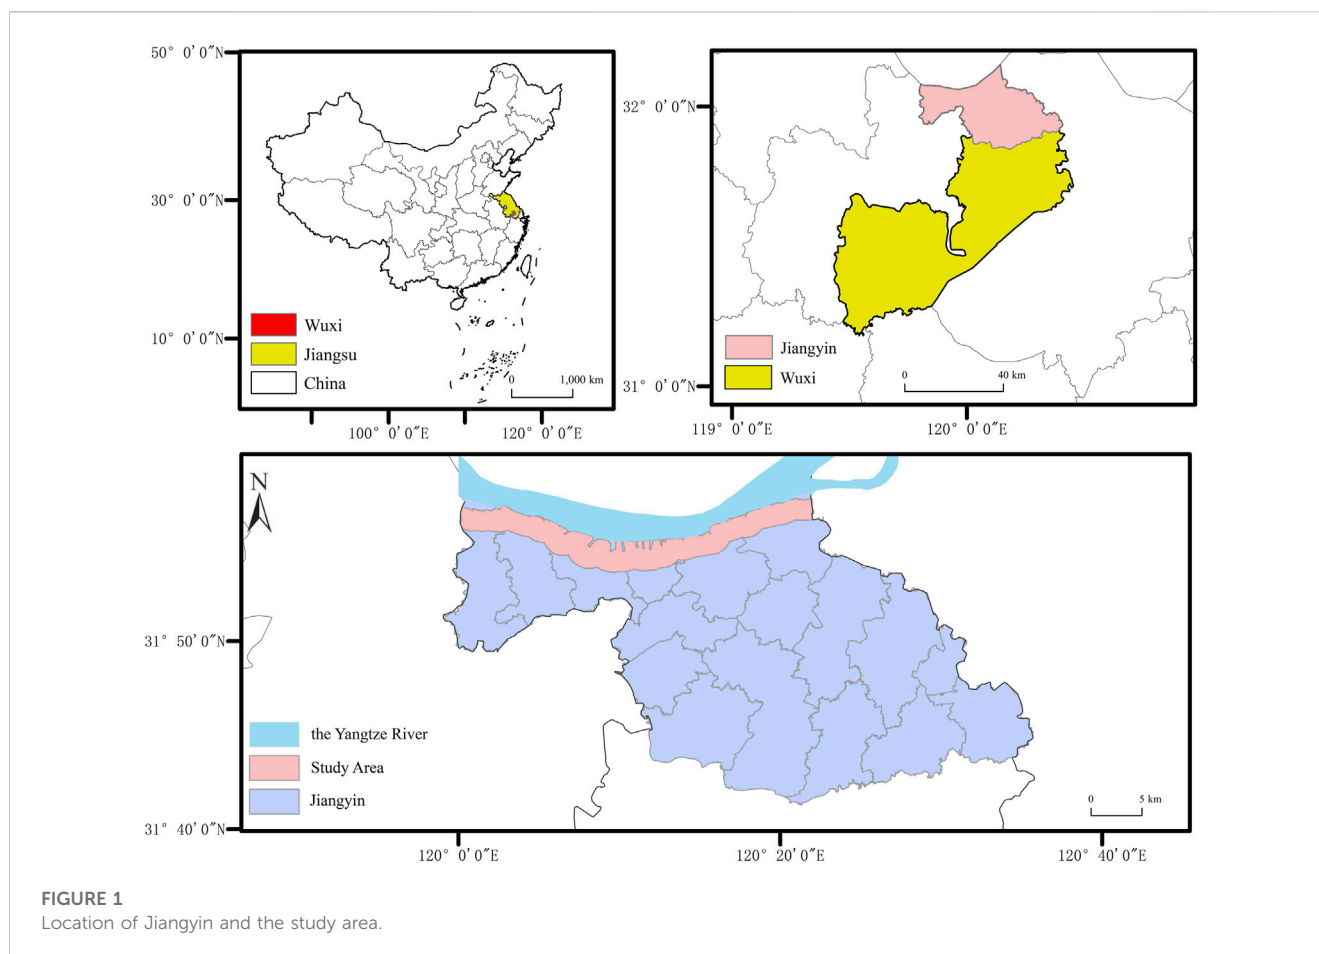 50° 0′0″N
30° 0′0″N
10° 0′0″N
Wuxi
Jiangsu
China
0 1,000 km
100°0′0″E 120°0′0″E
32° 0′0″N
31° 0′0″N
Jiangyin
Wuxi
0 40 km
119°0′0″E 120°0′0″E
N
31° 50′0″N
31° 40′0″N
the Yangtze River
Study Area
Jiangyin
0 5 km
120° 0′0″E 120° 20′0″E 120° 40′0″E
FIGURE 1
Location of Jiangyin and the study area.